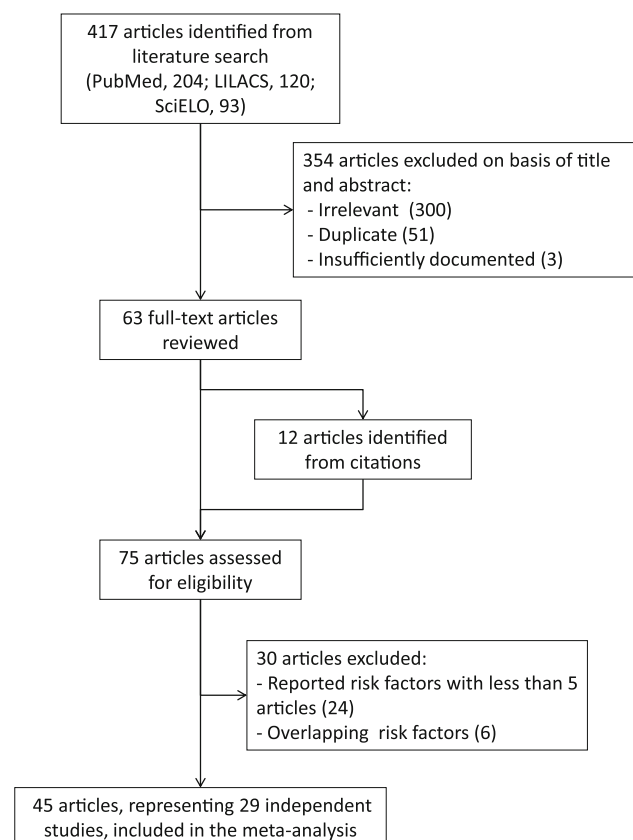 417 articles identified from
literature search
(PubMed, 204; LILACS, 120;
SciELO, 93)
354 articles excluded on basis of title
and abstract:
- Irrelevant (300)
- Duplicate (51)
- Insufficiently documented (3)
63 full-text articles
reviewed
12 articles identified
from citations
75 articles assessed
for eligibility
30 articles excluded:
- Reported risk factors with less than 5
articles (24)
- Overlapping risk factors (6)
45 articles, representing 29 independent
studies, included in the meta-analysis